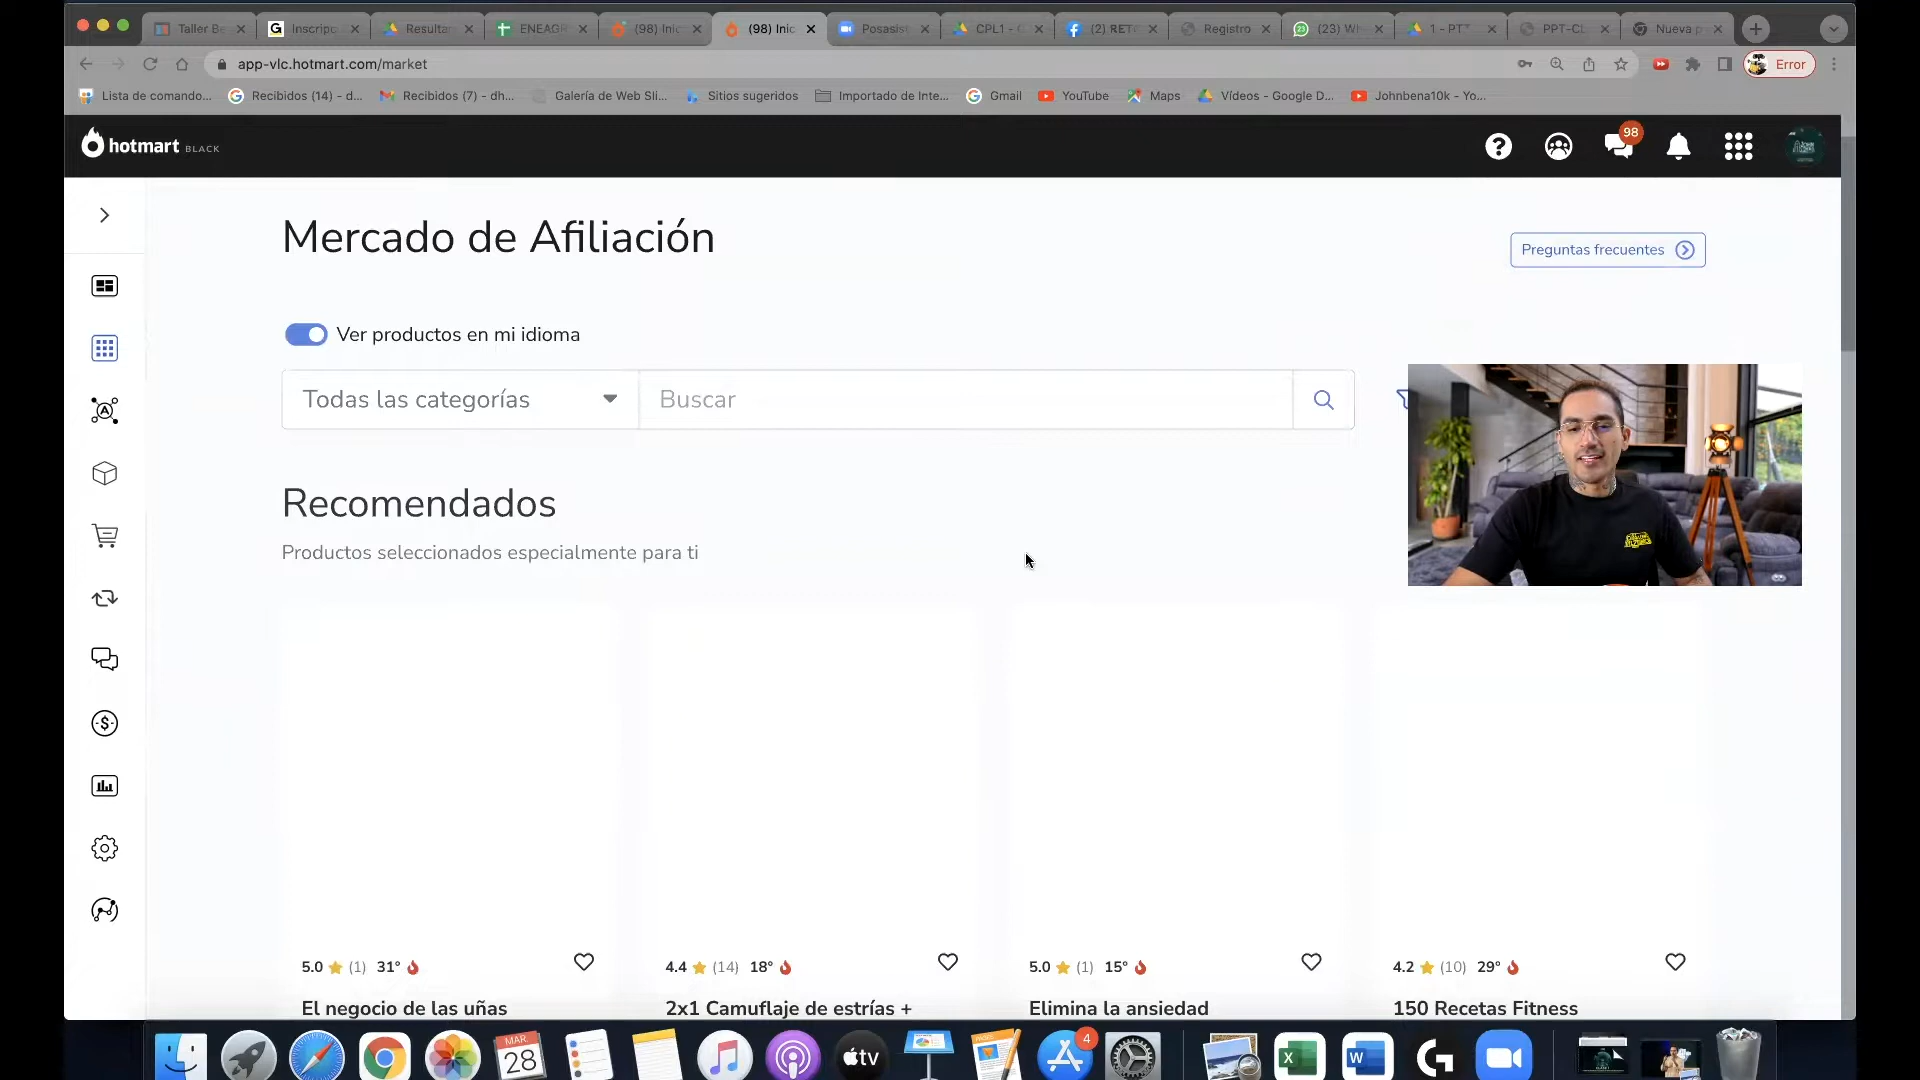 Taller Be
Inscripc
Resulta
ENEAGR
(98) Inic
(98) Inic
Posasis
CPL1 - C
(2) RET
Registro
(23) W
1 - PT
PPT-CL
Nueva p
app-vlc.hotmart.com/market
Error
Lista de comando...
Recibidos (14) - d...
Recibidos (7) - dh...
Galería de Web Sli...
Sitios sugeridos
Importado de Inte...
Gmail
YouTube
Maps
Vídeos - Google D...
Johnbena10k - Yo...
hotmart BLACK
98
Mercado de Afiliación
Preguntas frecuentes
Ver productos en mi idioma
Todas las categorías
Buscar
Recomendados
Productos seleccionados especialmente para ti
5.0 (1) 31°
4.4 (14) 18°
5.0 (1) 15°
4.2 (10) 29°
El negocio de las uñas
2x1 Camuflaje de estrías +
Elimina la ansiedad
150 Recetas Fitness
MAR.
28
tv
4
X
W